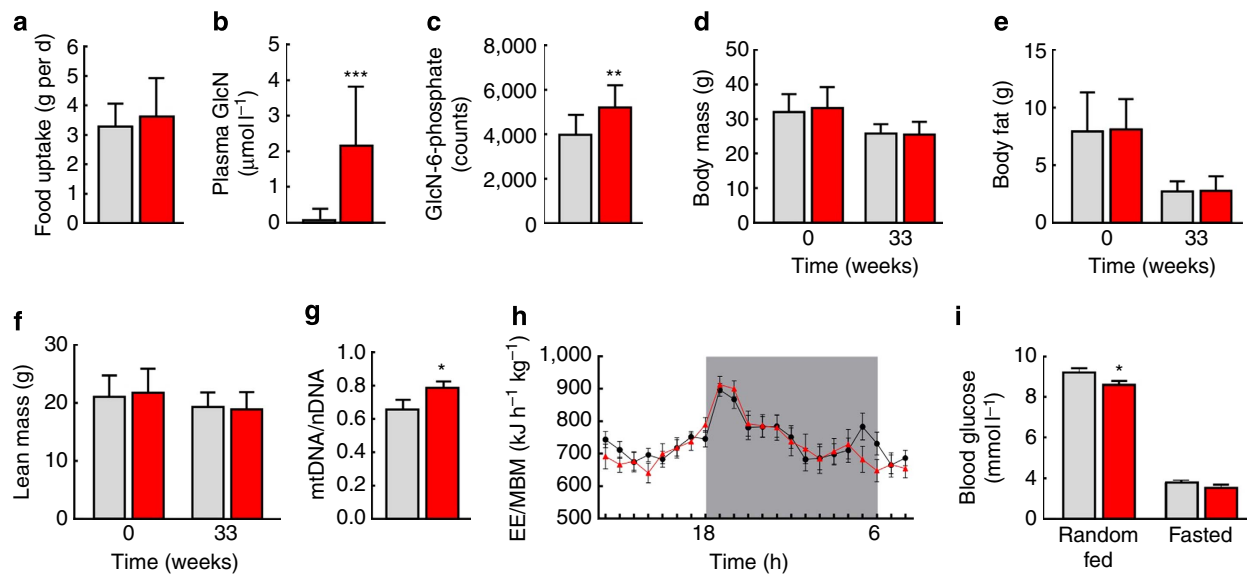 a
Food uptake (g per d)
6
5
4
3
2
1
0
b
Plasma GlcN
(μmol l⁻¹)
5
4
3
2
1
0
***
c
GlcN-6-phosphate
(counts)
8,000
6,000
4,000
2,000
0
**
d
Body mass (g)
50
40
30
20
10
0
0 33
Time (weeks)
e
Body fat (g)
15
10
5
0
0 33
Time (weeks)
f
Lean mass (g)
30
20
10
0
0 33
Time (weeks)
g
mtDNA/nDNA
1.0
0.8
0.6
0.4
0.2
0.0
*
h
EE/MBM (kJ h⁻¹ kg⁻¹)
1,000
900
800
700
600
500
18 6
Time (h)
i
Blood glucose
(mmol l⁻¹)
10
8
6
4
0
*
Random
fed
Fasted